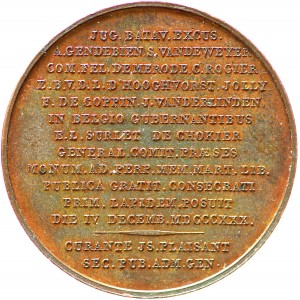 JUG. BATAV. EXCUS.
A. GENDEBIEN S. VANDEWEYER
COM. FEL. DE MERODE C. ROGIER
E. B. V. D. L. D'HOOGHVORST. JOLLY
F. DE COPPIN. J. VANDERLINDEN.
IN BELGIO GUBERNANTIBUS
E. L. SURLET DE CHOKIER
GENERAL. COMIT. PRÆSES
MONUM. AD. PERP. MEM. MART. LIB.
PUBLICA GRATIT. CONSECRATI
PRIM. LAPIDEM POSUIT
DIE IV DECEMB. MDCCCXXX.
CURANTE JS. PLAISANT
SEC. PUB. ADM. GEN.